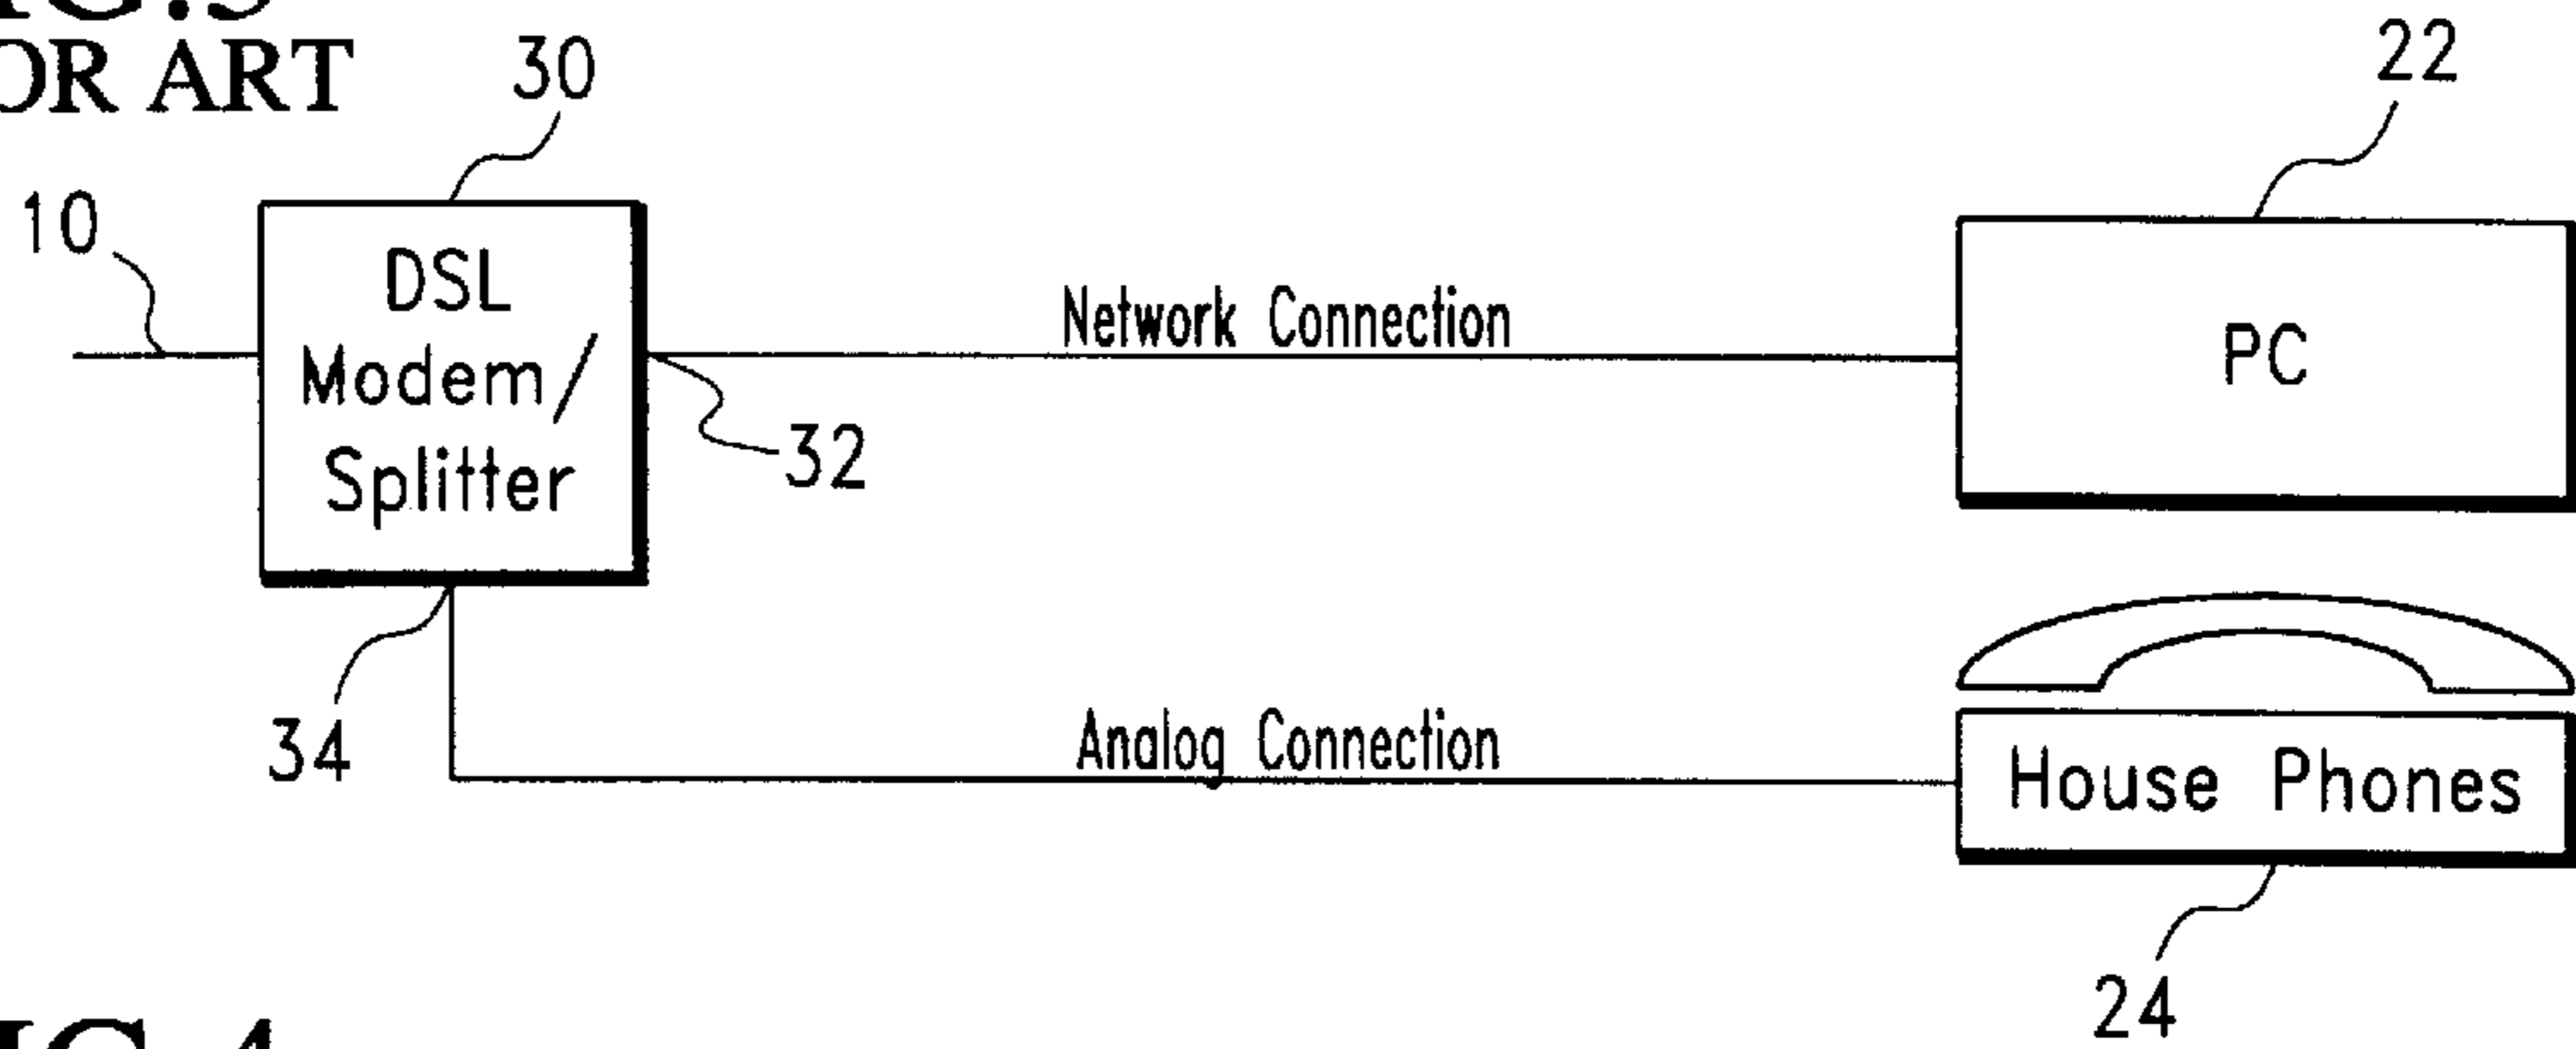 OR ART
30
22
10
DSL
Modem/
Splitter
Network Connection
PC
32
34
Analog Connection
House Phones
24